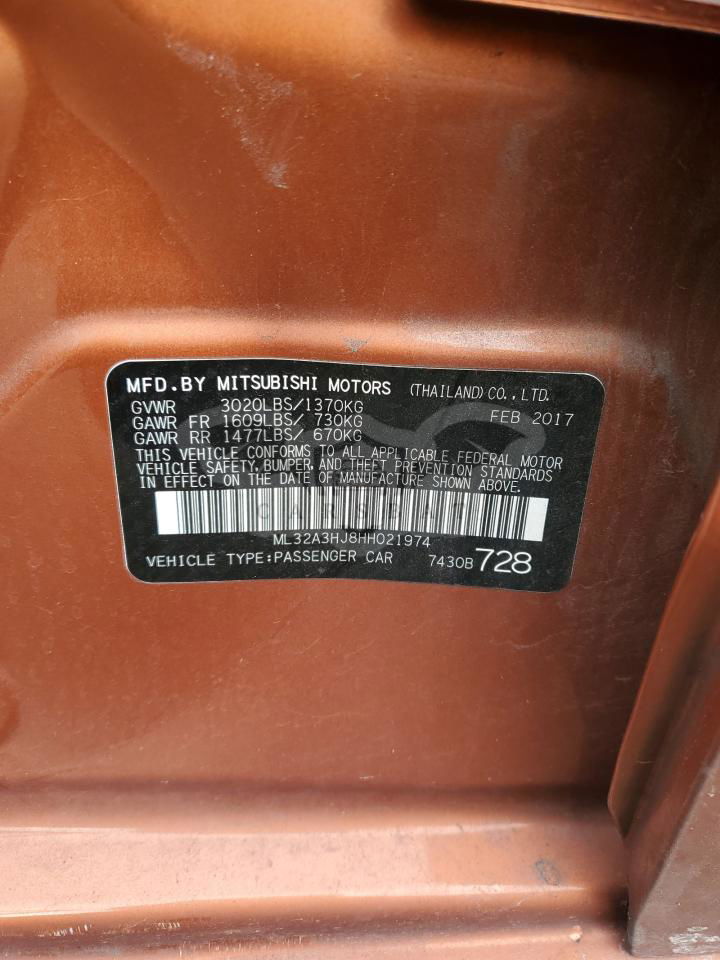 MFD.BY MITSUBISHI MOTORS (THAILAND) CO.,LTD.
GVWR 3020LBS/1370KG FEB 2017
GAWR FR 1609LBS/ 730KG
GAWR RR 1477LBS/ 670KG
THIS VEHICLE CONFORMS TO ALL APPLICABLE FEDERAL MOTOR
VEHICLE SAFETY, BUMPER, AND THEFT PREVENTION STANDARDS
IN EFFECT ON THE DATE OF MANUFACTURE SHOWN ABOVE.
ML32A3HJ8HH021974
VEHICLE TYPE:PASSENGER CAR 7430B 728